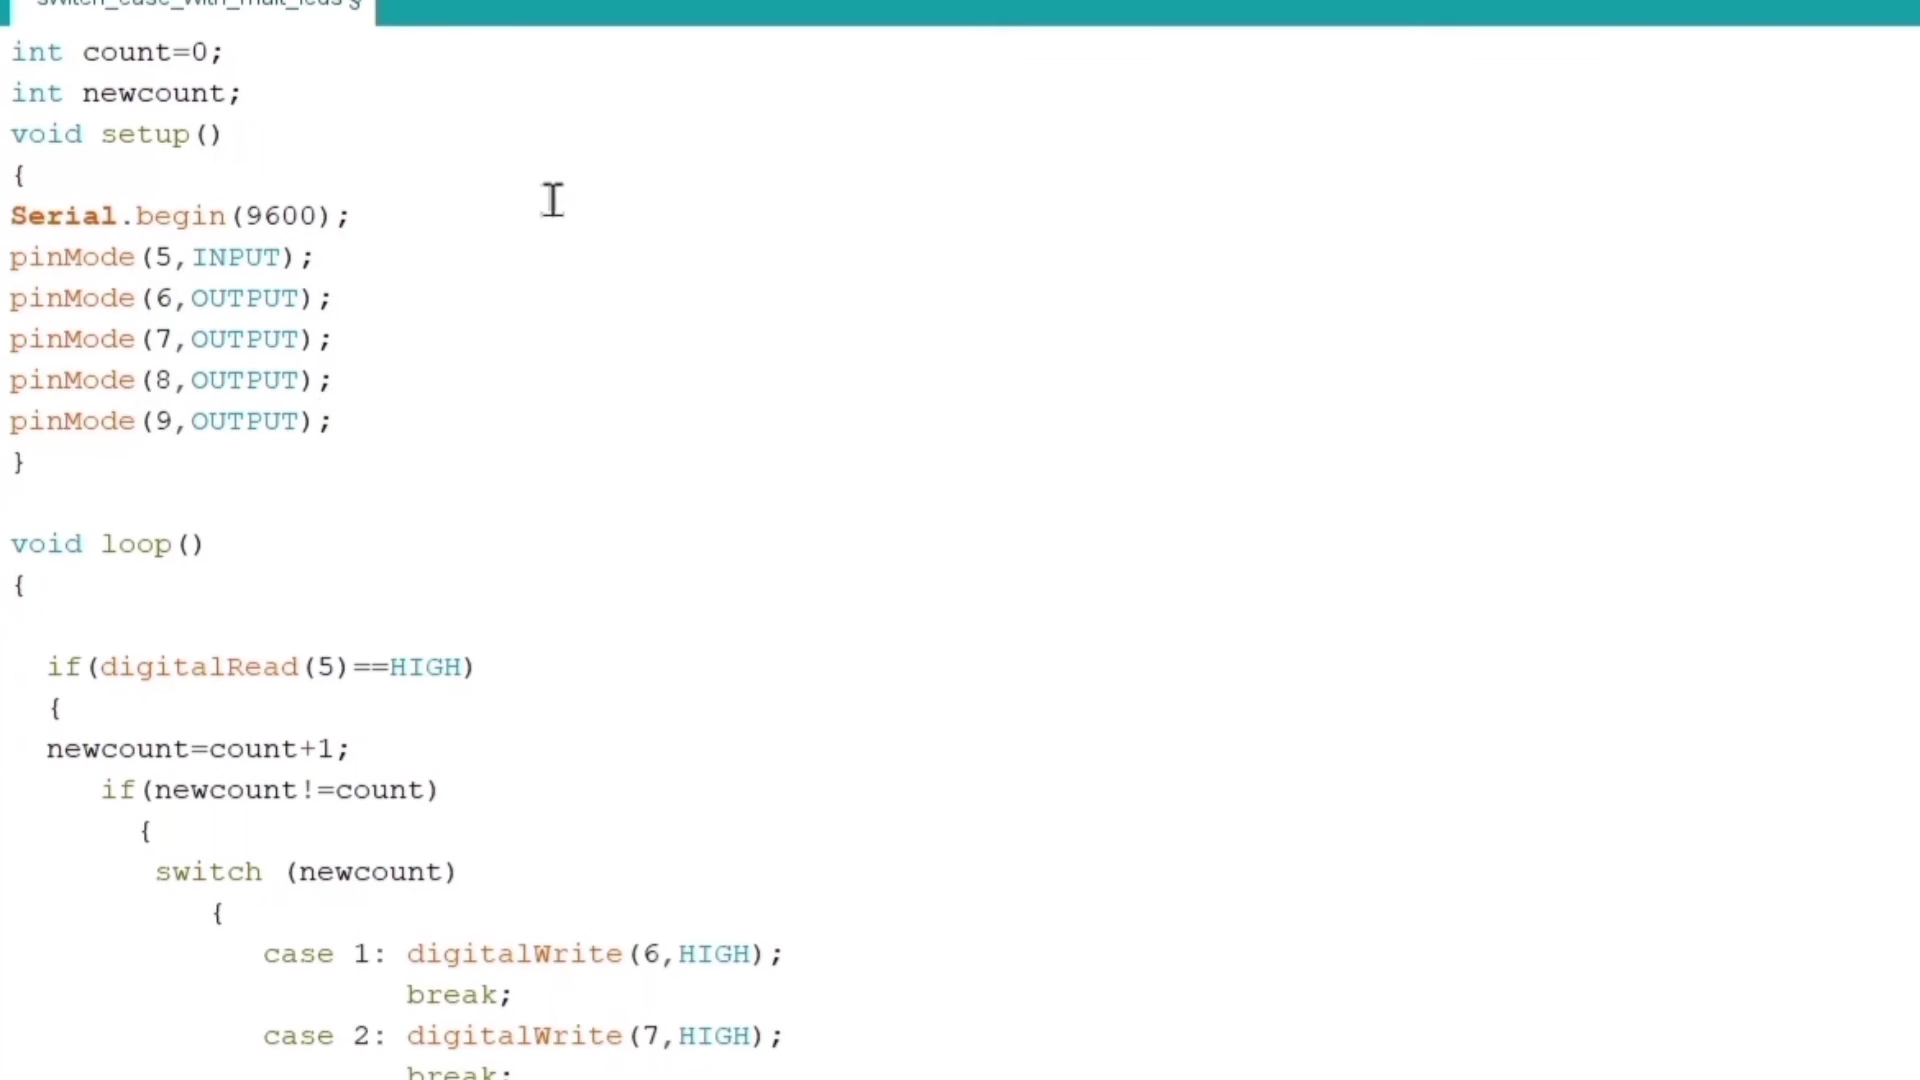 switch_case_with_mult_leds §
int count=0;
int newcount;
void setup()
{
Serial.begin(9600);
pinMode(5,INPUT);
pinMode(6,OUTPUT);
pinMode(7,OUTPUT);
pinMode(8,OUTPUT);
pinMode(9,OUTPUT);
}
void loop()
{
if(digitalRead(5)==HIGH)
{
newcount=count+1;
if(newcount!=count)
{
switch (newcount)
{
case 1: digitalWrite(6,HIGH);
break;
case 2: digitalWrite(7,HIGH);
break;